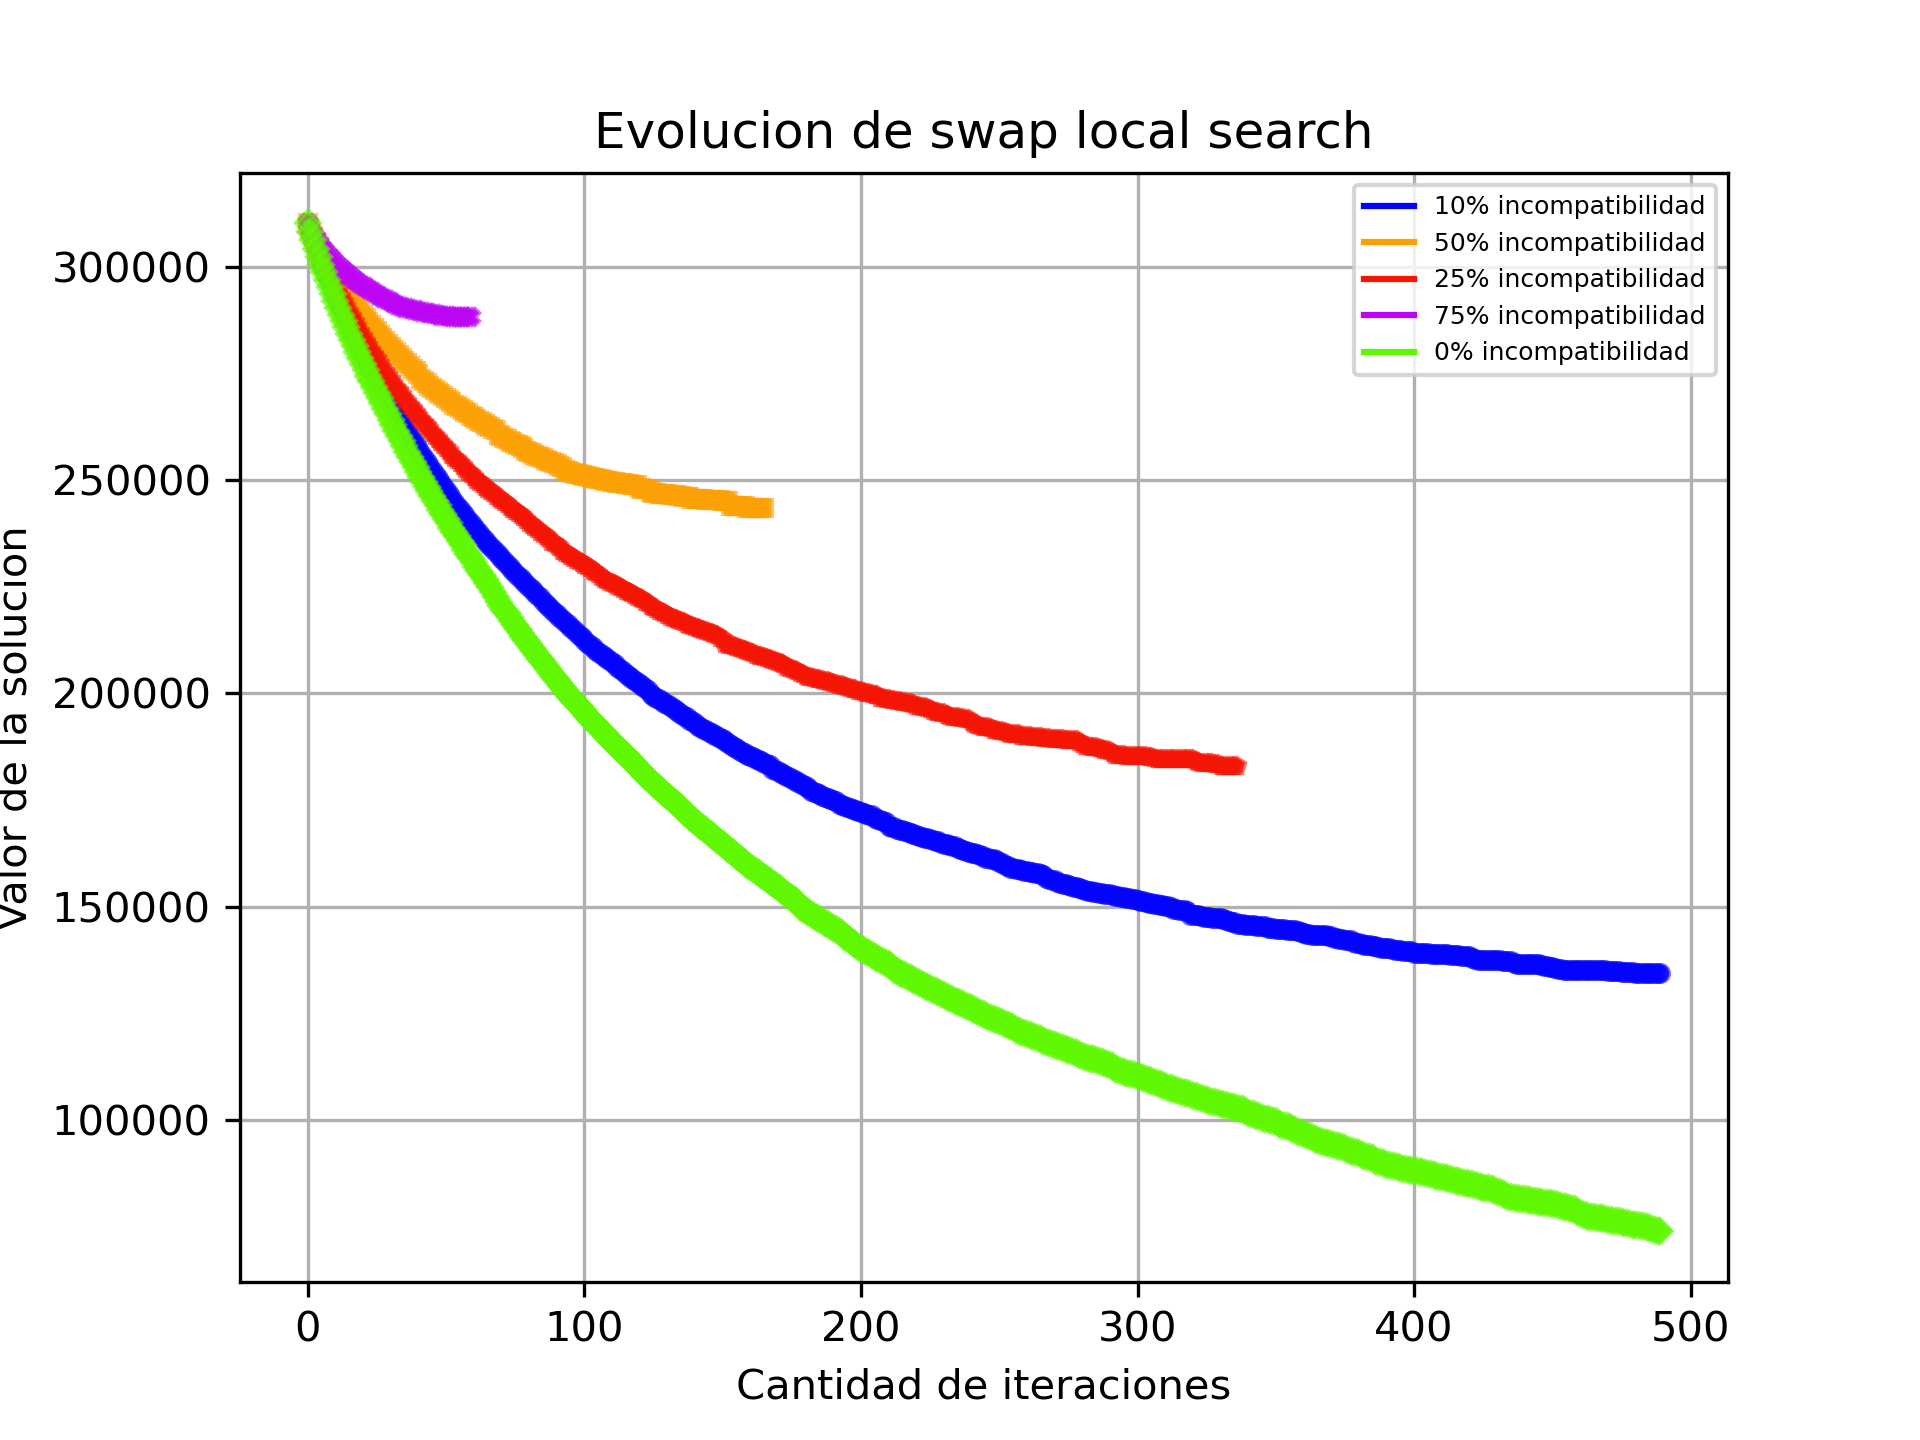 Evolucion de swap local search
10% incompatibilidad
50% incompatibilidad
25% incompatibilidad
75% incompatibilidad
0% incompatibilidad
Valor de la solucion
300000
250000
200000
150000
100000
0 100 200 300 400 500
Cantidad de iteraciones